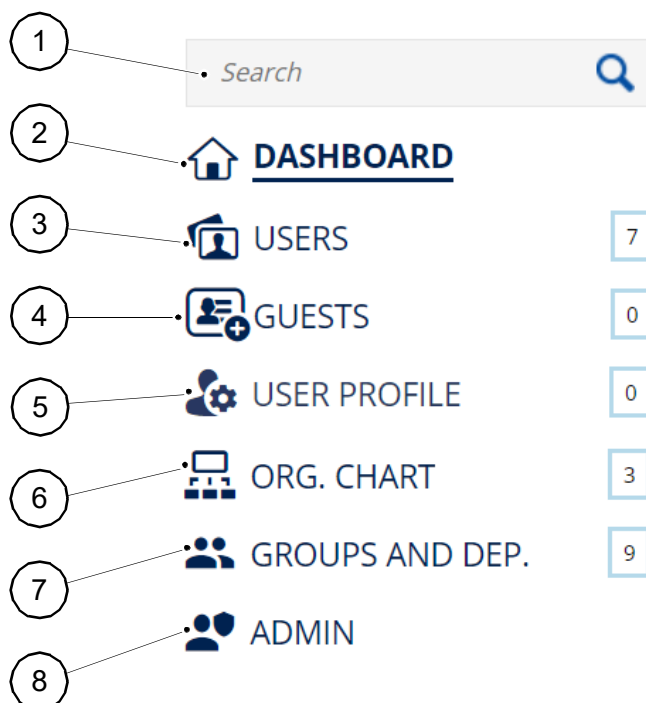 1
Search
2
DASHBOARD
3
USERS 7
4
GUESTS 0
5
USER PROFILE 0
6
ORG. CHART 3
7
GROUPS AND DEP. 9
8
ADMIN